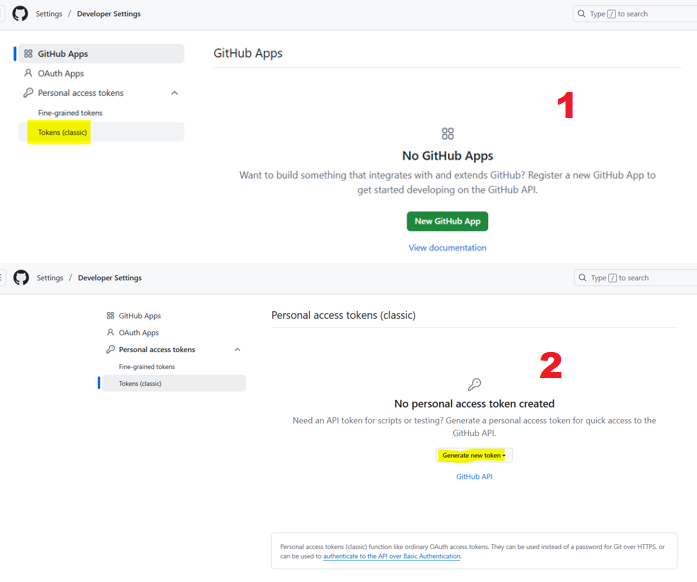 Settings / Developer Settings
Type / to search
GitHub Apps
OAuth Apps
Personal access tokens
Fine-grained tokens
Tokens (classic)
GitHub Apps
1
No GitHub Apps
Want to build something that integrates with and extends GitHub? Register a new GitHub App to
get started developing on the GitHub API.
New GitHub App
View documentation
Settings / Developer Settings
Type / to search
GitHub Apps
OAuth Apps
Personal access tokens
Fine-grained tokens
Tokens (classic)
Personal access tokens (classic)
2
No personal access token created
Need an API token for scripts or testing? Generate a personal access token for quick access to the
GitHub API.
Generate new token
GitHub API
Personal access tokens (classic) function like ordinary OAuth access tokens. They can be used instead of a password for Git over HTTPS, or
can be used to authenticate to the API over Basic Authentication.